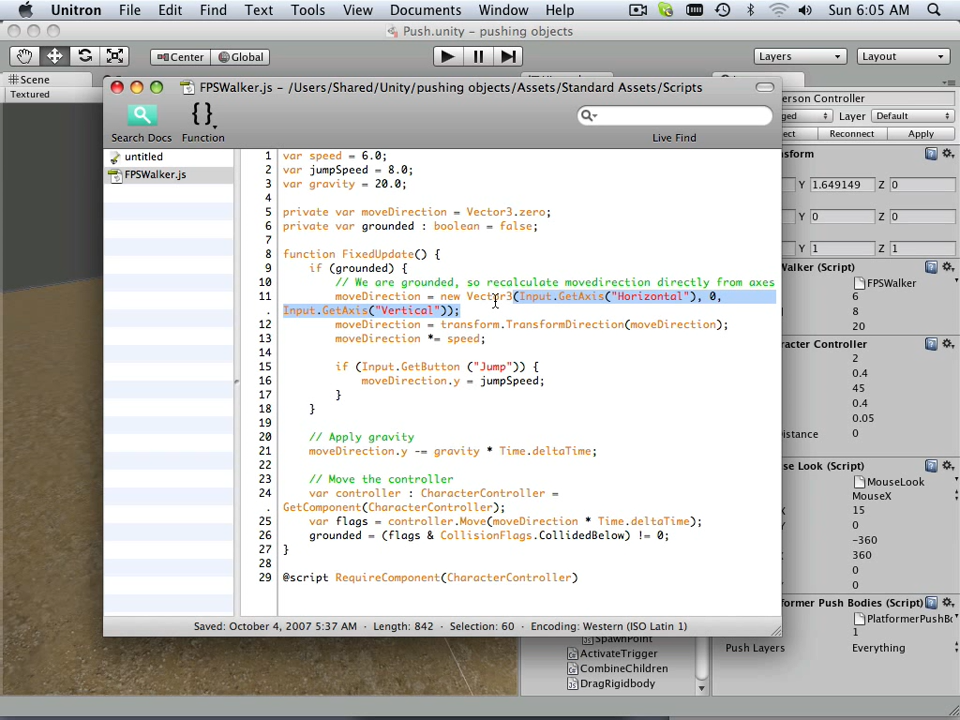 Unitron File Edit Find Text Tools View Documents Window Help Sun 6:05 AM
Push.unity – pushing objects
Center Global Layers Layout
Scene
Textured
FPSWalker.js – /Users/Shared/Unity/pushing objects/Assets/Standard Assets/Scripts
Search Docs Function Live Find
untitled
FPSWalker.js
1 var speed = 6.0;
2 var jumpSpeed = 8.0;
3 var gravity = 20.0;
4
5 private var moveDirection = Vector3.zero;
6 private var grounded : boolean = false;
7
8 function FixedUpdate() {
9 if (grounded) {
10 // We are grounded, so recalculate movedirection directly from axes
11 moveDirection = new Vector3(Input.GetAxis("Horizontal"), 0,
. Input.GetAxis("Vertical"));
12 moveDirection = transform.TransformDirection(moveDirection);
13 moveDirection *= speed;
14
15 if (Input.GetButton ("Jump")) {
16 moveDirection.y = jumpSpeed;
17 }
18 }
19
20 // Apply gravity
21 moveDirection.y -= gravity * Time.deltaTime;
22
23 // Move the controller
24 var controller : CharacterController =
. GetComponent(CharacterController);
25 var flags = controller.Move(moveDirection * Time.deltaTime);
26 grounded = (flags & CollisionFlags.CollidedBelow) != 0;
27 }
28
29 @script RequireComponent(CharacterController)
Saved: October 4, 2007 5:37 AM • Length: 842 • Selection: 60 • Encoding: Western (ISO Latin 1)
erson Controller
ged Layer Default
ect Reconnect Apply
nsform
Y 1.649149 Z 0
Y 0 Z 0
Y 1 Z 1
Walker (Script)
FPSWalker
6
8
20
racter Controller
2
0.4
45
0.4
0.05
Distance 0
se Look (Script)
MouseLook
MouseX
15
0
-360
360
0
0
former Push Bodies (Script)
PlatformerPushBo
1
Push Layers Everything
SpawnPoint
ActivateTrigger
CombineChildren
DragRigidbody